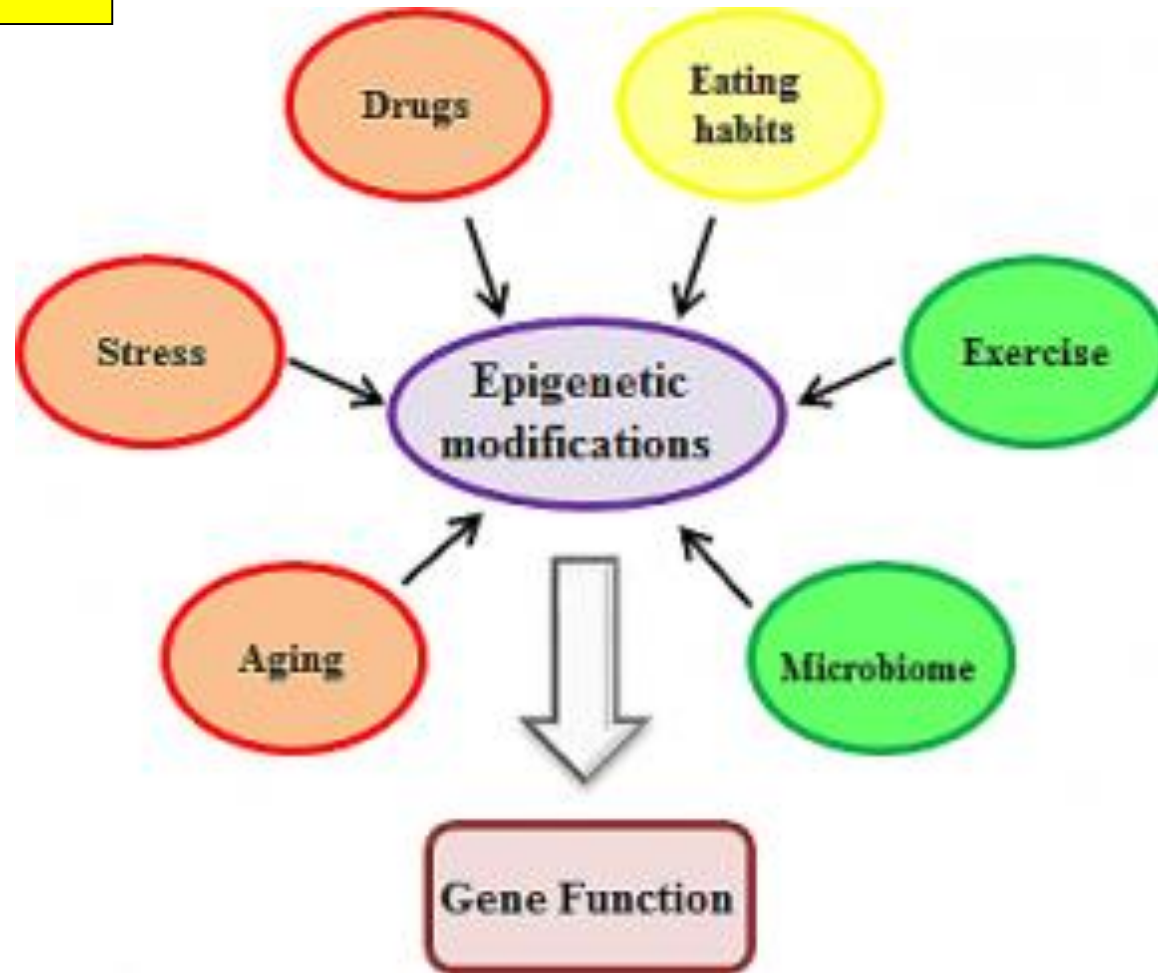 Drugs
Eating
habits
Stress
Epigenetic
modifications
Exercise
Aging
Microbiome
Gene Function